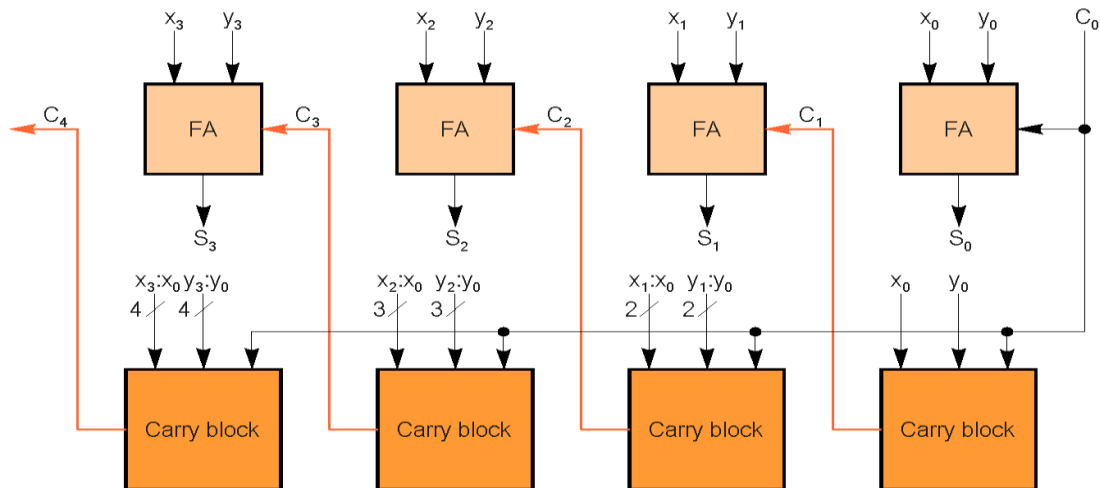 x₃ y₃ x₂ y₂ x₁ y₁ x₀ y₀ C₀
C₄ FA C₃ FA C₂ FA C₁ FA
S₃ S₂ S₁ S₀
x₃:x₀ y₃:y₀ x₂:x₀ y₂:y₀ x₁:x₀ y₁:y₀ x₀ y₀
4 4 3 3 2 2
Carry block Carry block Carry block Carry block